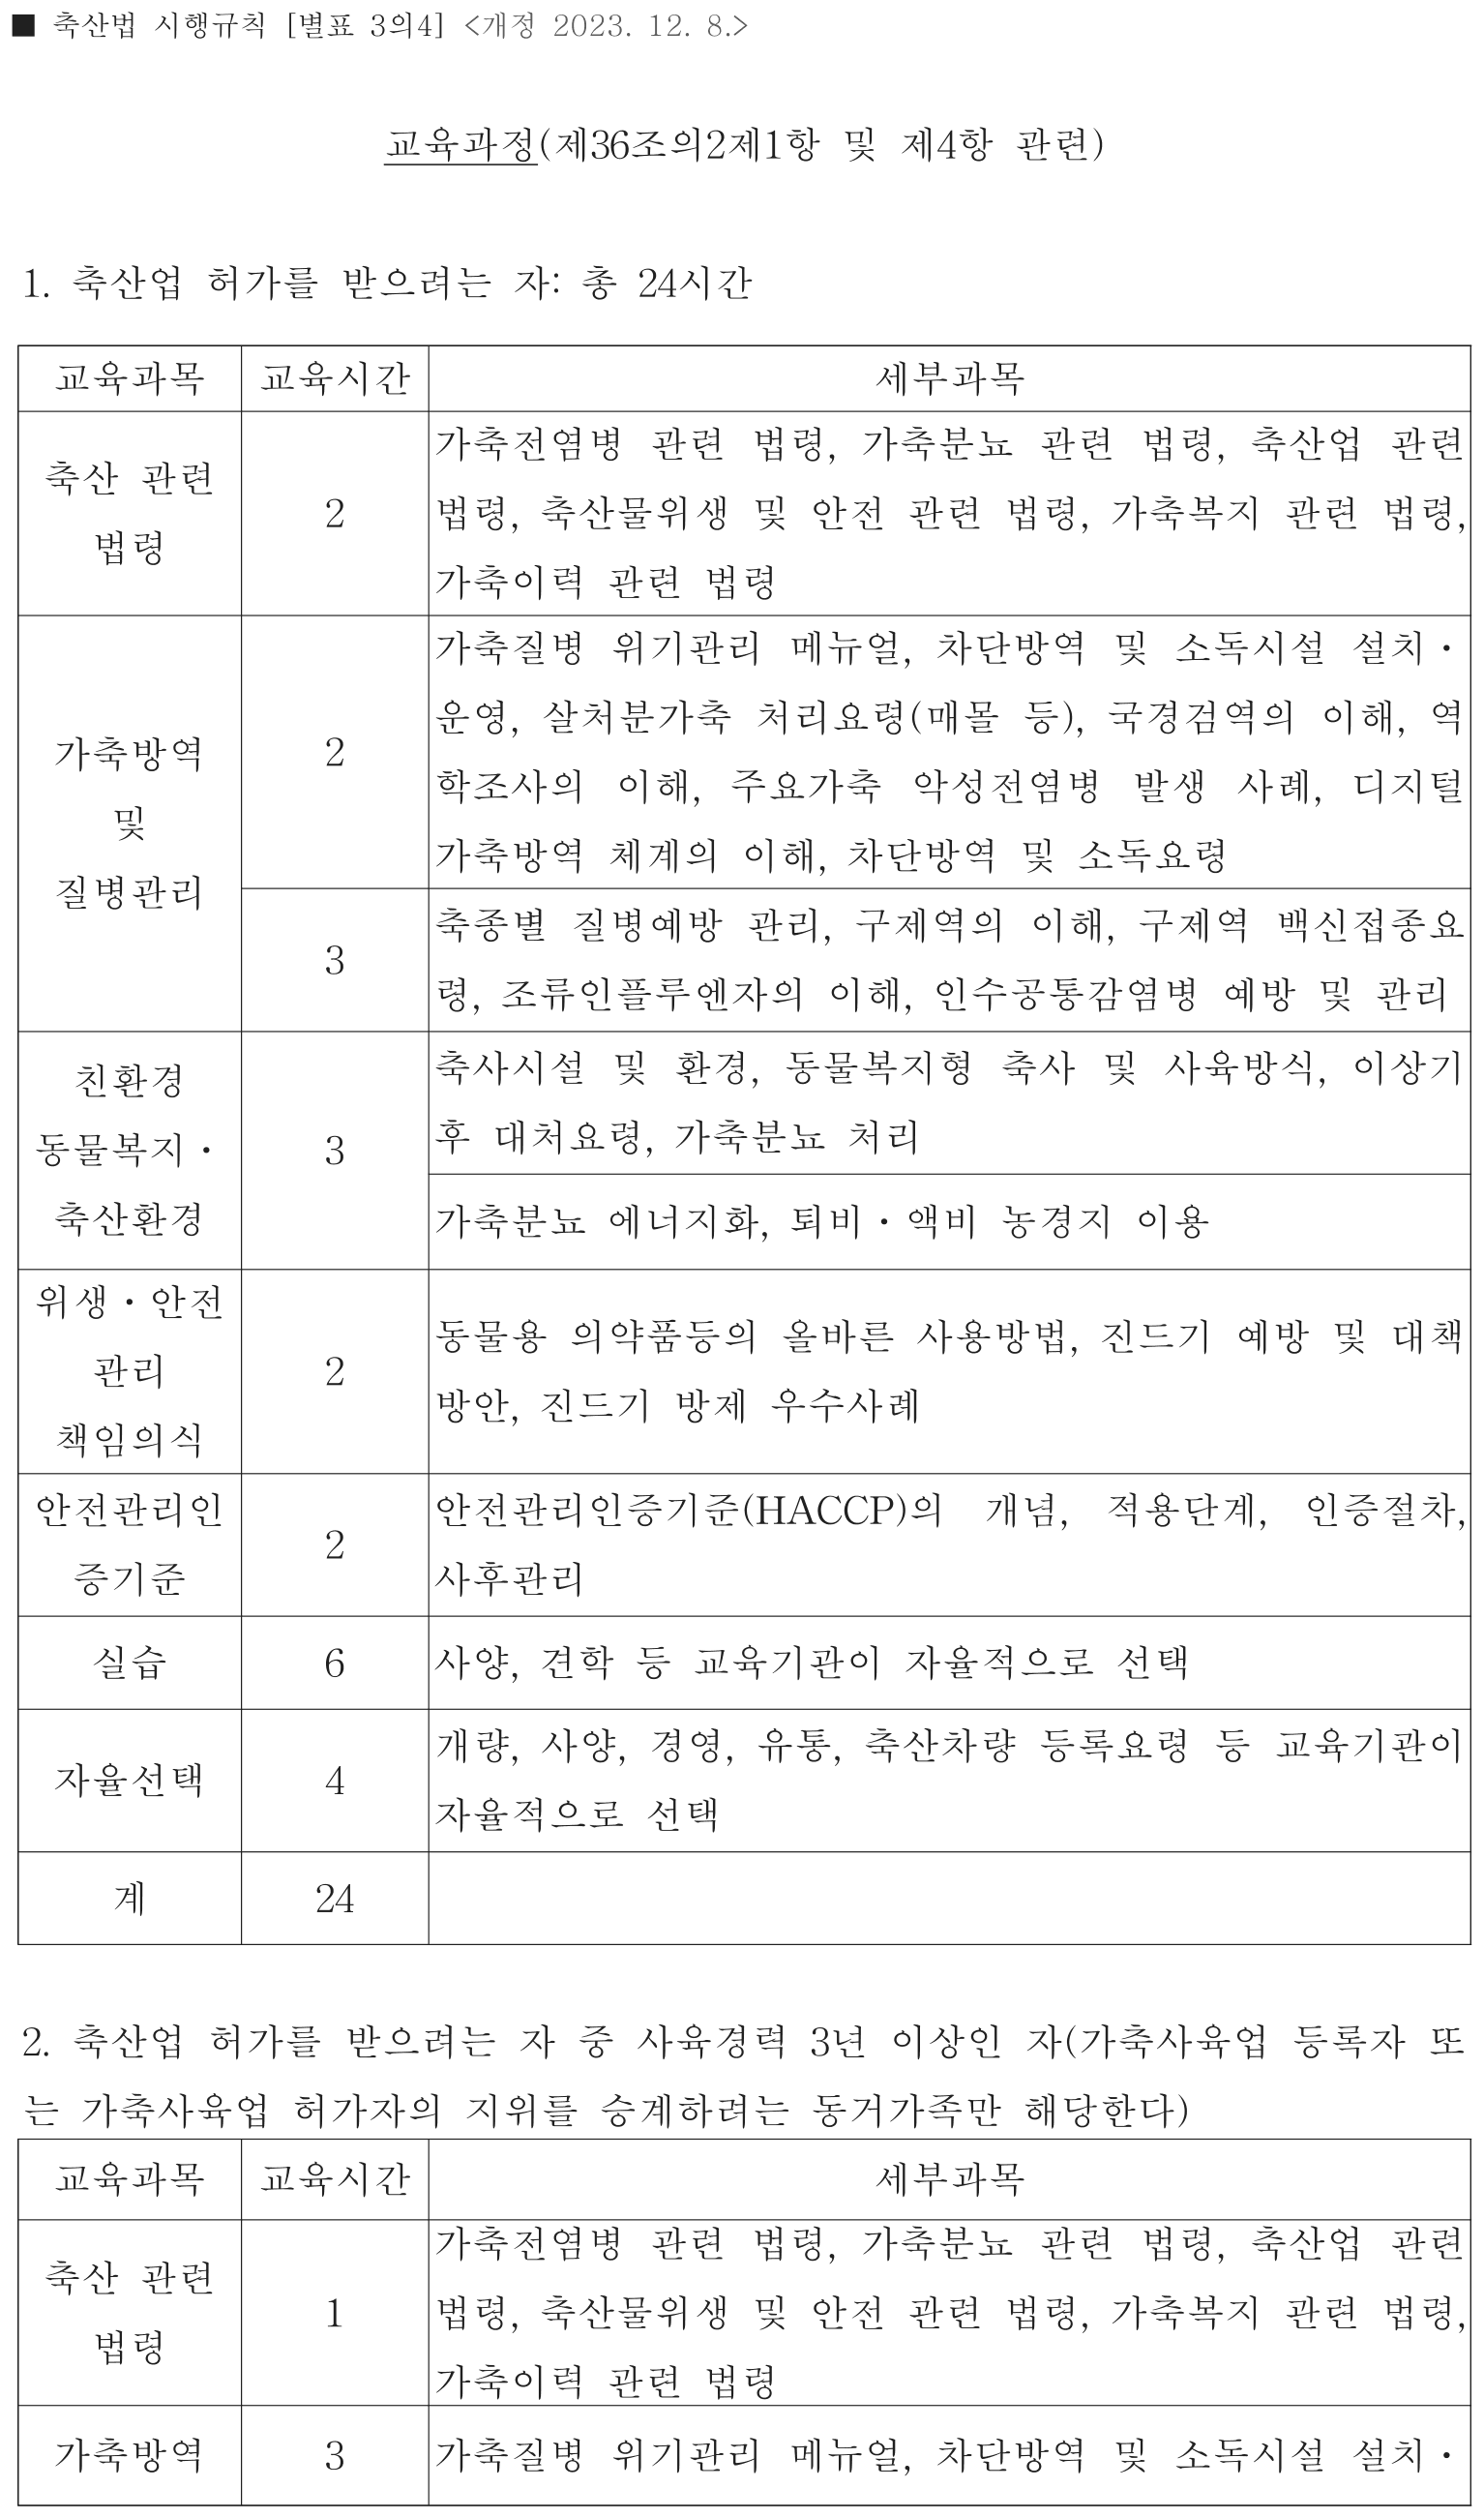 ■ 축산법 시행규칙 [별표 3의4] <개정 2023. 12. 8.>
교육과정(제36조의2제1항 및 제4항 관련)
1. 축산업 허가를 받으려는 자: 총 24시간
교육과목 교육시간 세부과목
축산 관련
법령
2
가축전염병 관련 법령, 가축분뇨 관련 법령, 축산업 관련
법령, 축산물위생 및 안전 관련 법령, 가축복지 관련 법령,
가축이력 관련 법령
가축방역
및
질병관리
2
가축질병 위기관리 메뉴얼, 차단방역 및 소독시설 설치ㆍ
운영, 살처분가축 처리요령(매몰 등), 국경검역의 이해, 역
학조사의 이해, 주요가축 악성전염병 발생 사례, 디지털
가축방역 체계의 이해, 차단방역 및 소독요령
3
축종별 질병예방 관리, 구제역의 이해, 구제역 백신접종요
령, 조류인플루엔자의 이해, 인수공통감염병 예방 및 관리
친환경
동물복지ㆍ
축산환경
3
축사시설 및 환경, 동물복지형 축사 및 사육방식, 이상기
후 대처요령, 가축분뇨 처리
가축분뇨 에너지화, 퇴비ㆍ액비 농경지 이용
위생ㆍ안전
관리
책임의식
2
동물용 의약품등의 올바른 사용방법, 진드기 예방 및 대책
방안, 진드기 방제 우수사례
안전관리인
증기준
2
안전관리인증기준(HACCP)의 개념, 적용단계, 인증절차,
사후관리
실습 6 사양, 견학 등 교육기관이 자율적으로 선택
자율선택
4
개량, 사양, 경영, 유통, 축산차량 등록요령 등 교육기관이
자율적으로 선택
계 24
2. 축산업 허가를 받으려는 자 중 사육경력 3년 이상인 자(가축사육업 등록자 또
는 가축사육업 허가자의 지위를 승계하려는 동거가족만 해당한다)
교육과목 교육시간 세부과목
축산 관련
법령
1
가축전염병 관련 법령, 가축분뇨 관련 법령, 축산업 관련
법령, 축산물위생 및 안전 관련 법령, 가축복지 관련 법령,
가축이력 관련 법령
가축방역 3 가축질병 위기관리 메뉴얼, 차단방역 및 소독시설 설치ㆍ